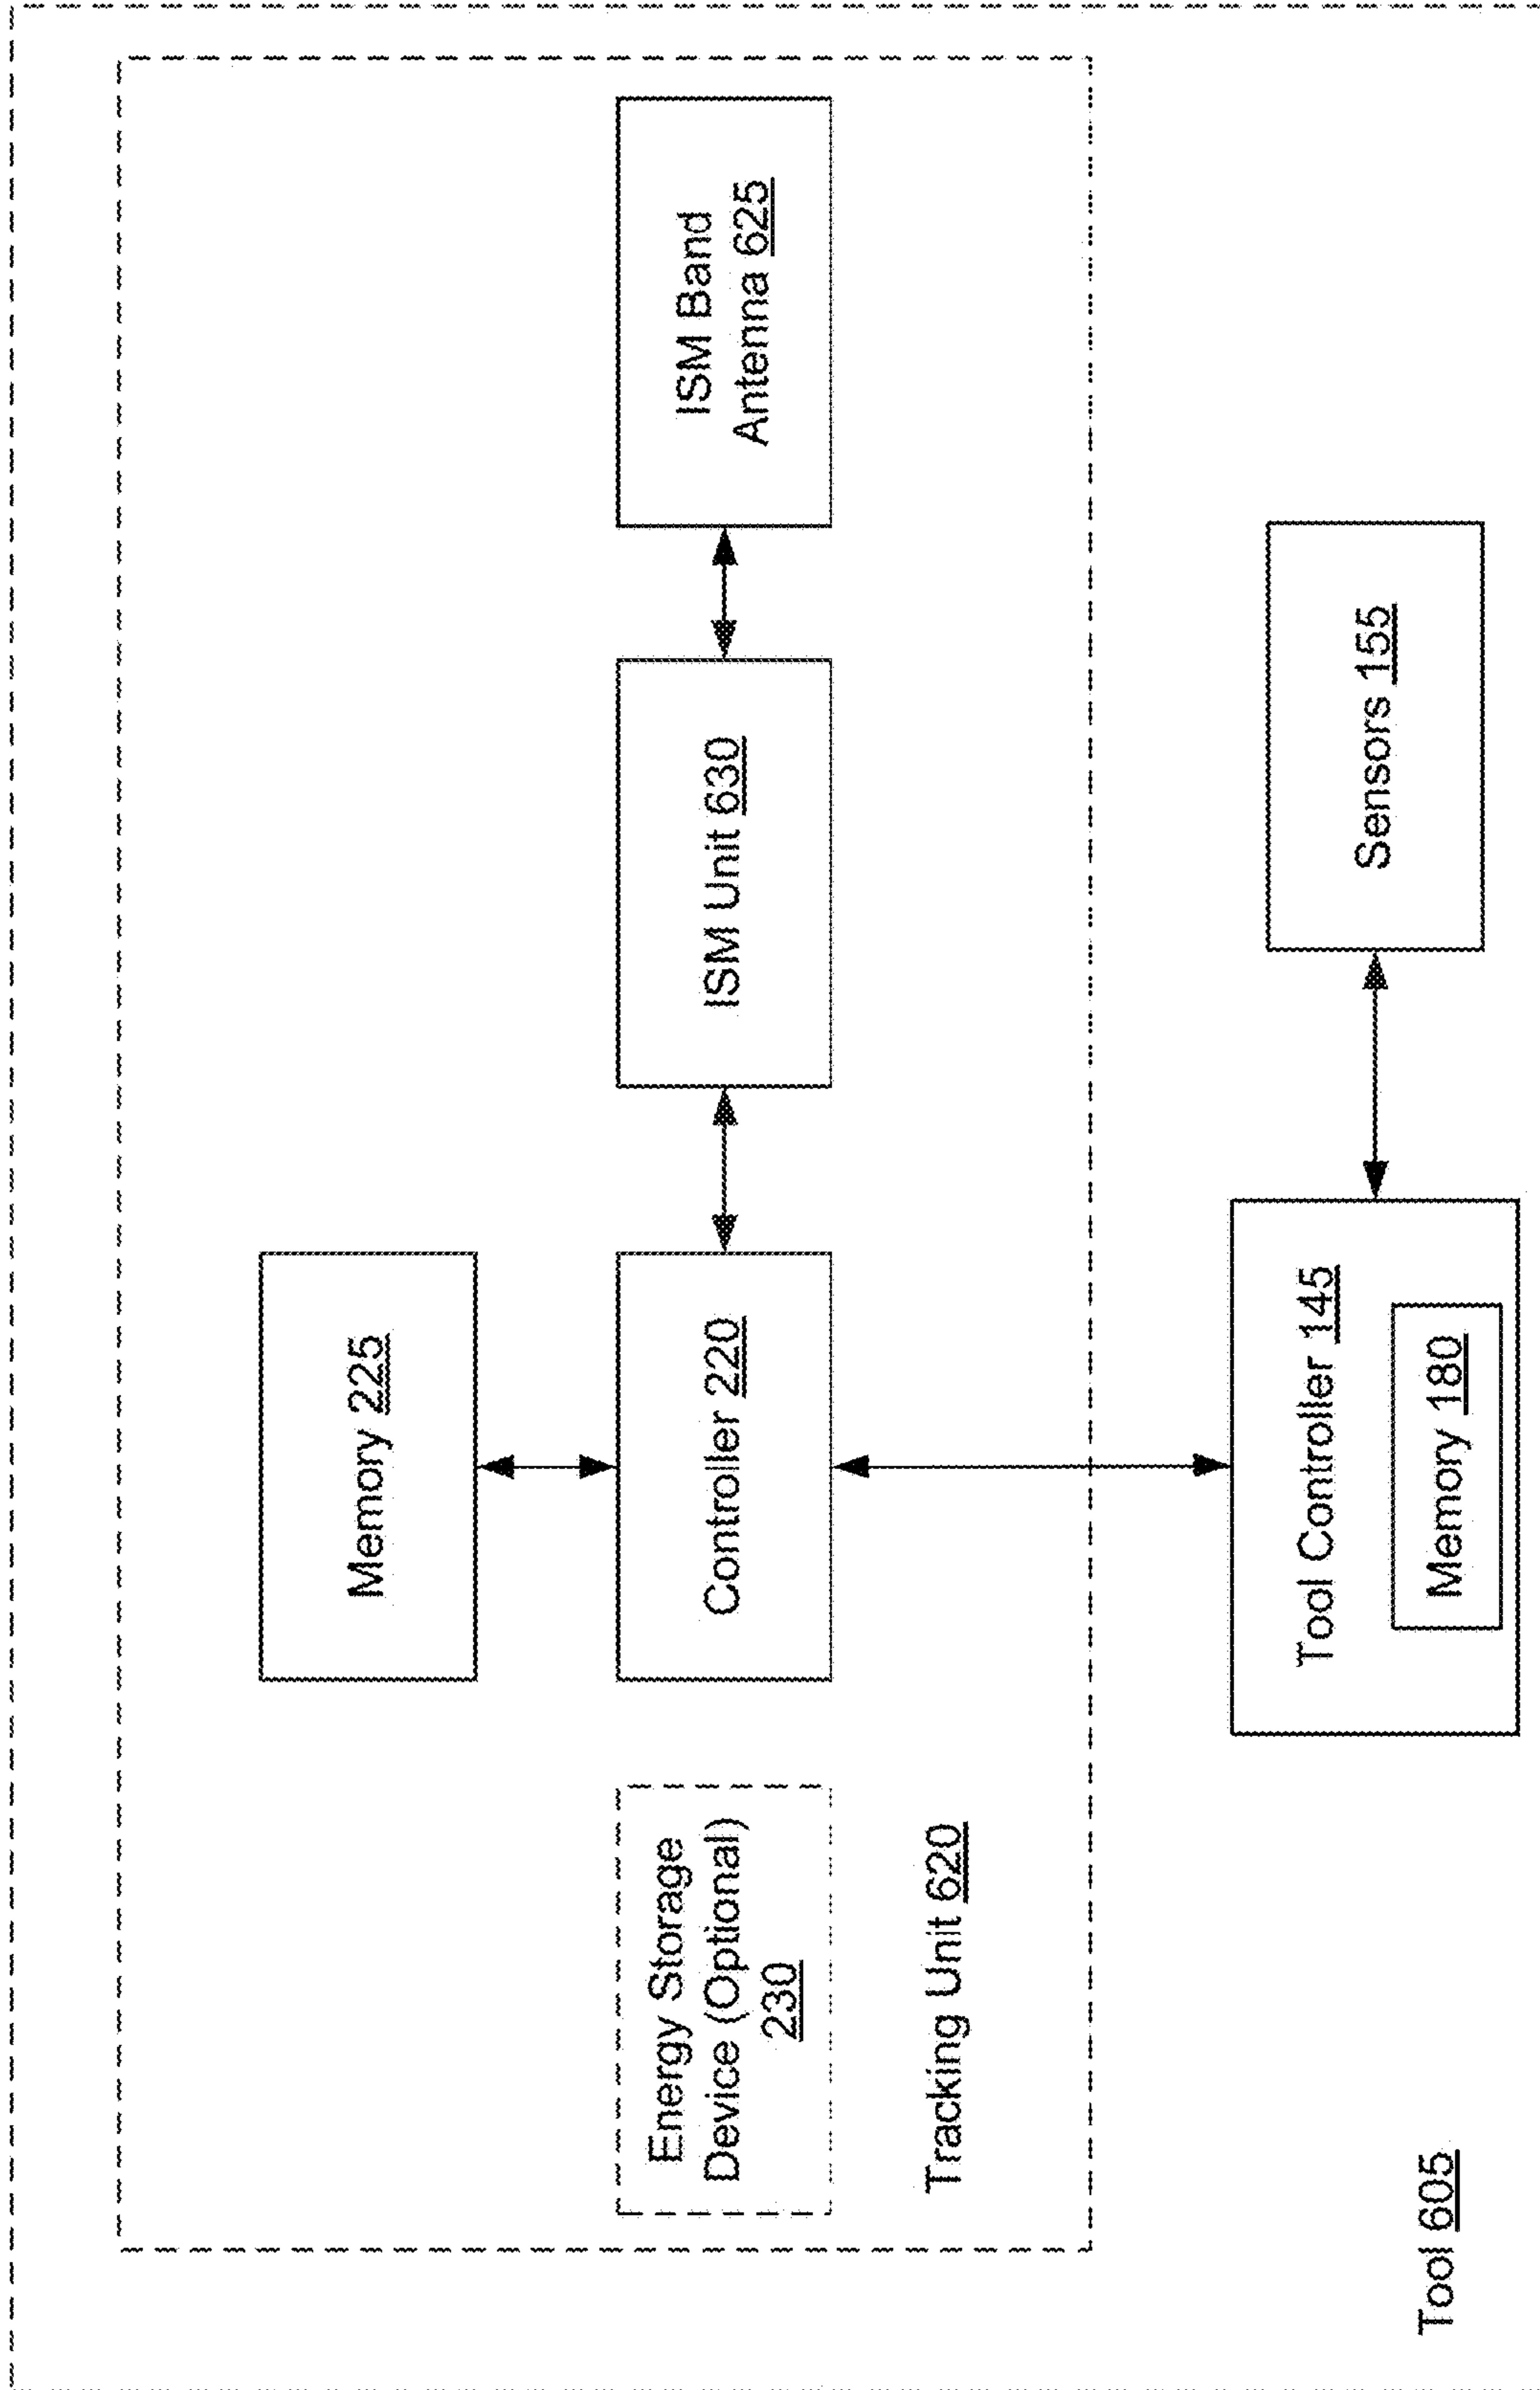 Memory 225
Energy Storage
Device (Optional)
230
Controller 220
ISM Unit 630
ISM Band
Antenna 625
Tracking Unit 620
Tool Controller 145
Memory 180
Sensors 155
Tool 605